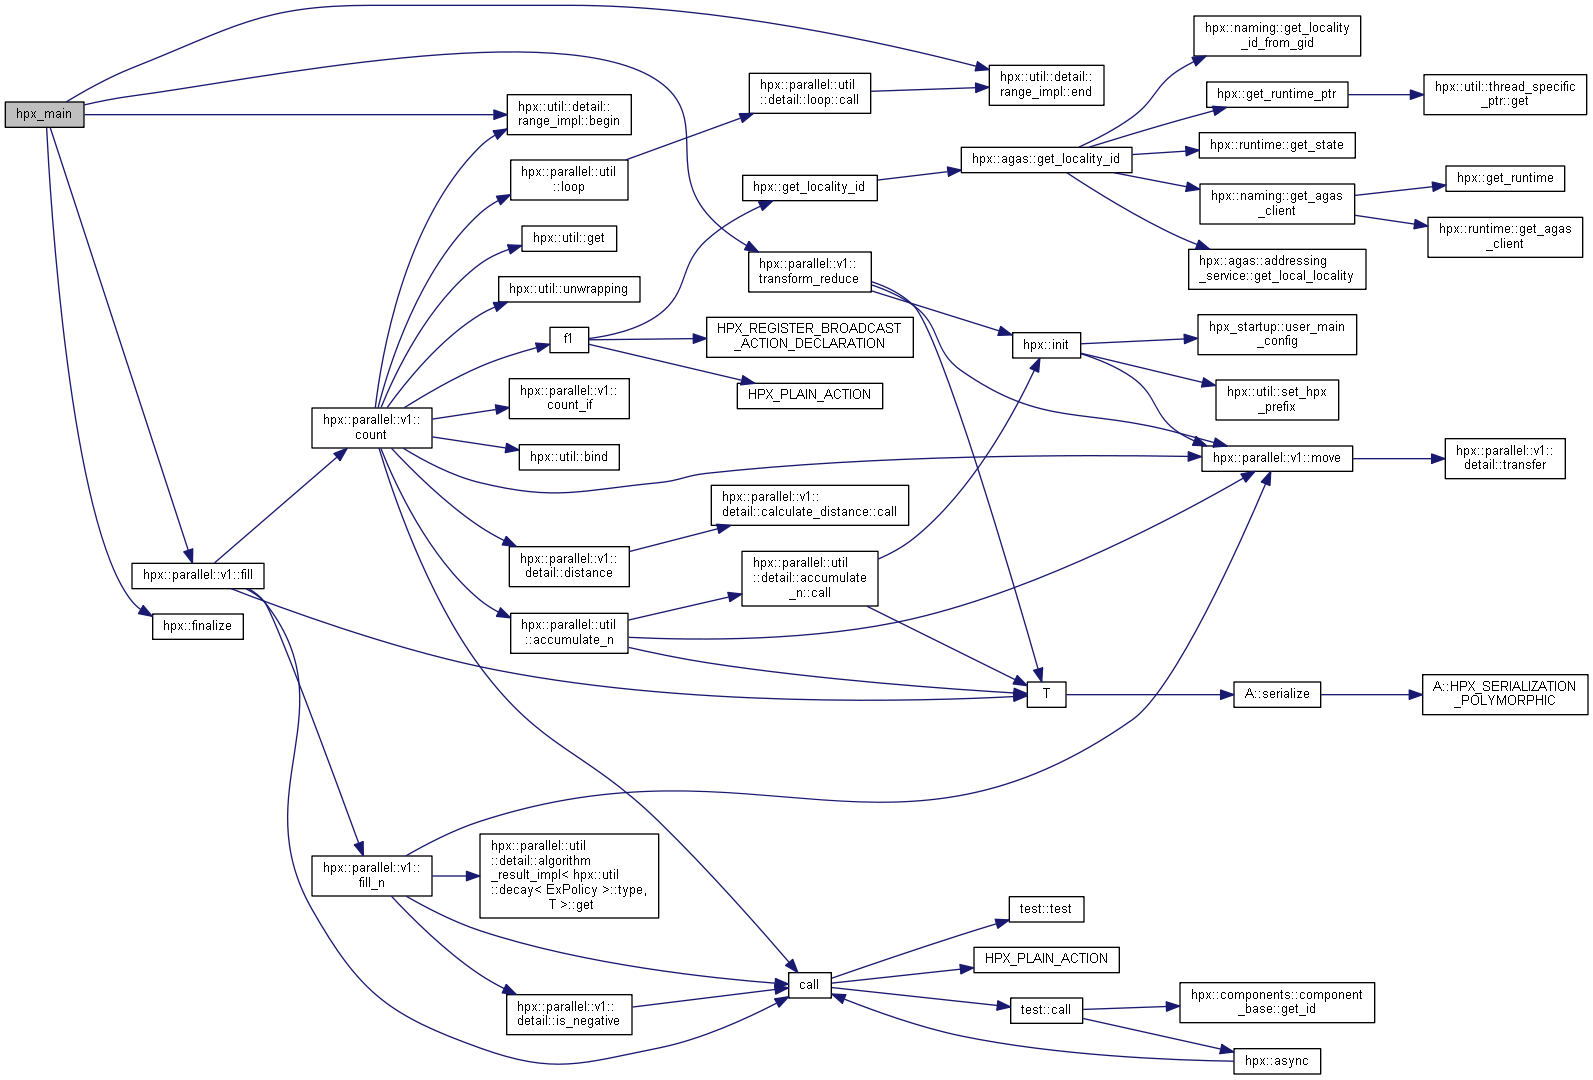 hpx_main
hpx::parallel::v1::fill
hpx::finalize
hpx::parallel::v1::
count
hpx::parallel::v1::
fill_n
hpx::util::detail::
range_impl::begin
hpx::parallel::util
::loop
hpx::util::get
hpx::util::unwrapping
f1
hpx::parallel::v1::
count_if
hpx::util::bind
hpx::parallel::v1::
detail::distance
hpx::parallel::util
::accumulate_n
hpx::parallel::util
::detail::algorithm
_result_impl< hpx::util
::decay< ExPolicy >::type,
T >::get
hpx::parallel::v1::
detail::is_negative
hpx::parallel::util
::detail::loop::call
hpx::get_locality_id
hpx::parallel::v1::
transform_reduce
HPX_REGISTER_BROADCAST
_ACTION_DECLARATION
HPX_PLAIN_ACTION
hpx::parallel::v1::
detail::calculate_distance::call
hpx::parallel::util
::detail::accumulate
_n::call
call
hpx::util::detail::
range_impl::end
hpx::agas::get_locality_id
hpx::init
T
test::test
HPX_PLAIN_ACTION
test::call
hpx::naming::get_locality
_id_from_gid
hpx::get_runtime_ptr
hpx::runtime::get_state
hpx::naming::get_agas
_client
hpx::agas::addressing
_service::get_local_locality
hpx_startup::user_main
_config
hpx::util::set_hpx
_prefix
hpx::parallel::v1::move
A::serialize
hpx::components::component
_base::get_id
hpx::async
hpx::util::thread_specific
_ptr::get
hpx::get_runtime
hpx::runtime::get_agas
_client
hpx::parallel::v1::
detail::transfer
A::HPX_SERIALIZATION
_POLYMORPHIC